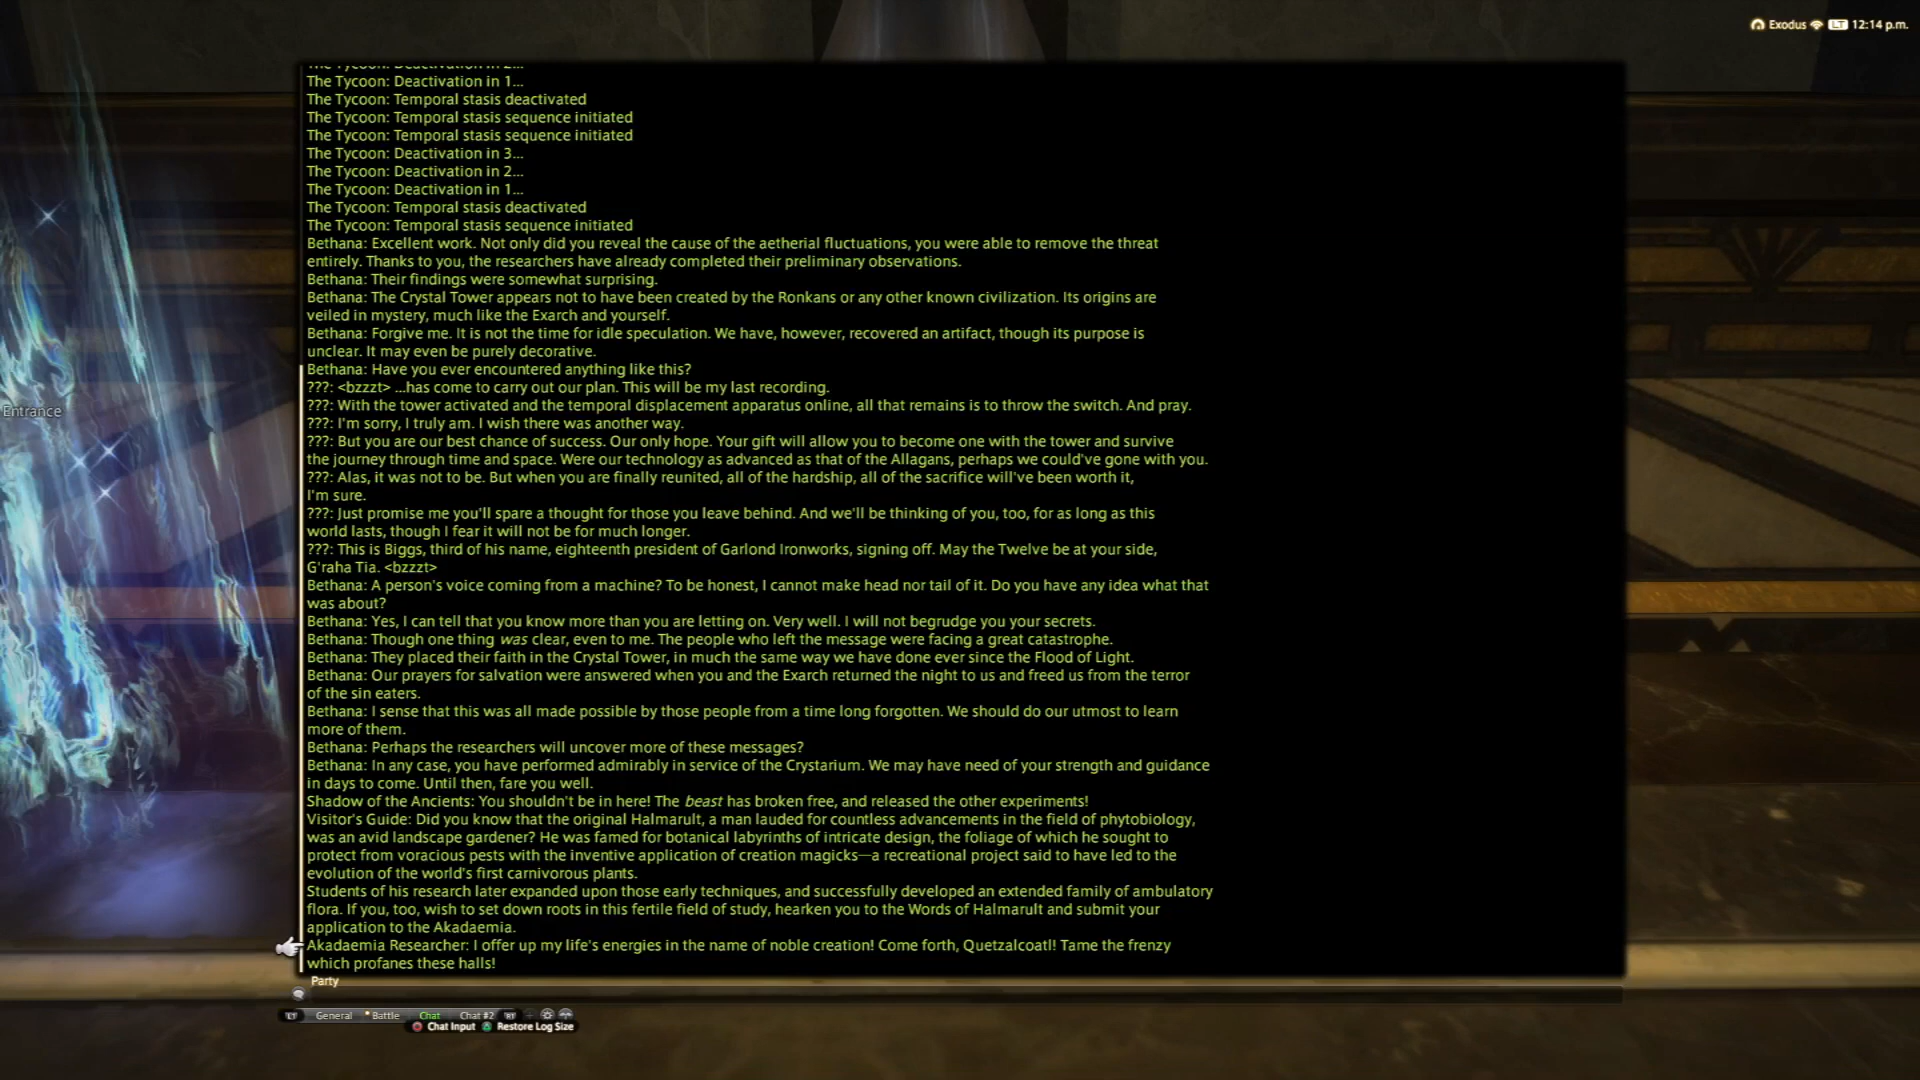 Exodus LT 12:14 p.m.
The Tycoon: Deactivation in 2...
The Tycoon: Deactivation in 1...
The Tycoon: Temporal stasis deactivated
The Tycoon: Temporal stasis sequence initiated
The Tycoon: Temporal stasis sequence initiated
The Tycoon: Deactivation in 3...
The Tycoon: Deactivation in 2...
The Tycoon: Deactivation in 1...
The Tycoon: Temporal stasis deactivated
The Tycoon: Temporal stasis sequence initiated
Bethana: Excellent work. Not only did you reveal the cause of the aetherial fluctuations, you were able to remove the threat
entirely. Thanks to you, the researchers have already completed their preliminary observations.
Bethana: Their findings were somewhat surprising.
Bethana: The Crystal Tower appears not to have been created by the Ronkans or any other known civilization. Its origins are
veiled in mystery, much like the Exarch and yourself.
Bethana: Forgive me. It is not the time for idle speculation. We have, however, recovered an artifact, though its purpose is
unclear. It may even be purely decorative.
Bethana: Have you ever encountered anything like this?
???: <bzzzt> ...has come to carry out our plan. This will be my last recording.
???: With the tower activated and the temporal displacement apparatus online, all that remains is to throw the switch. And pray.
Entrance
???: I'm sorry, I truly am. I wish there was another way.
???: But you are our best chance of success. Our only hope. Your gift will allow you to become one with the tower and survive
the journey through time and space. Were our technology as advanced as that of the Allagans, perhaps we could've gone with you.
???: Alas, it was not to be. But when you are finally reunited, all of the hardship, all of the sacrifice will've been worth it,
I'm sure.
???: Just promise me you'll spare a thought for those you leave behind. And we'll be thinking of you, too, for as long as this
world lasts, though I fear it will not be for much longer.
???: This is Biggs, third of his name, eighteenth president of Garlond Ironworks, signing off. May the Twelve be at your side,
G'raha Tia. <bzzzt>
Bethana: A person's voice coming from a machine? To be honest, I cannot make head nor tail of it. Do you have any idea what that
was about?
Bethana: Yes, I can tell that you know more than you are letting on. Very well. I will not begrudge you your secrets.
Bethana: Though one thing was clear, even to me. The people who left the message were facing a great catastrophe.
Bethana: They placed their faith in the Crystal Tower, in much the same way we have done ever since the Flood of Light.
Bethana: Our prayers for salvation were answered when you and the Exarch returned the night to us and freed us from the terror
of the sin eaters.
Bethana: I sense that this was all made possible by those people from a time long forgotten. We should do our utmost to learn
more of them.
Bethana: Perhaps the researchers will uncover more of these messages?
Bethana: In any case, you have performed admirably in service of the Crystarium. We may have need of your strength and guidance
in days to come. Until then, fare you well.
Shadow of the Ancients: You shouldn't be in here! The beast has broken free, and released the other experiments!
Visitor's Guide: Did you know that the original Halmarult, a man lauded for countless advancements in the field of phytobiology,
was an avid landscape gardener? He was famed for botanical labyrinths of intricate design, the foliage of which he sought to
protect from voracious pests with the inventive application of creation magicks—a recreational project said to have led to the
evolution of the world's first carnivorous plants.
Students of his research later expanded upon those early techniques, and successfully developed an extended family of ambulatory
flora. If you, too, wish to set down roots in this fertile field of study, hearken you to the Words of Halmarult and submit your
application to the Akadaemia.
Akadaemia Researcher: I offer up my life's energies in the name of noble creation! Come forth, Quetzalcoatl! Tame the frenzy
which profanes these halls!
Party
LT General Battle Chat Chat #2 RT
Chat Input Restore Log Size